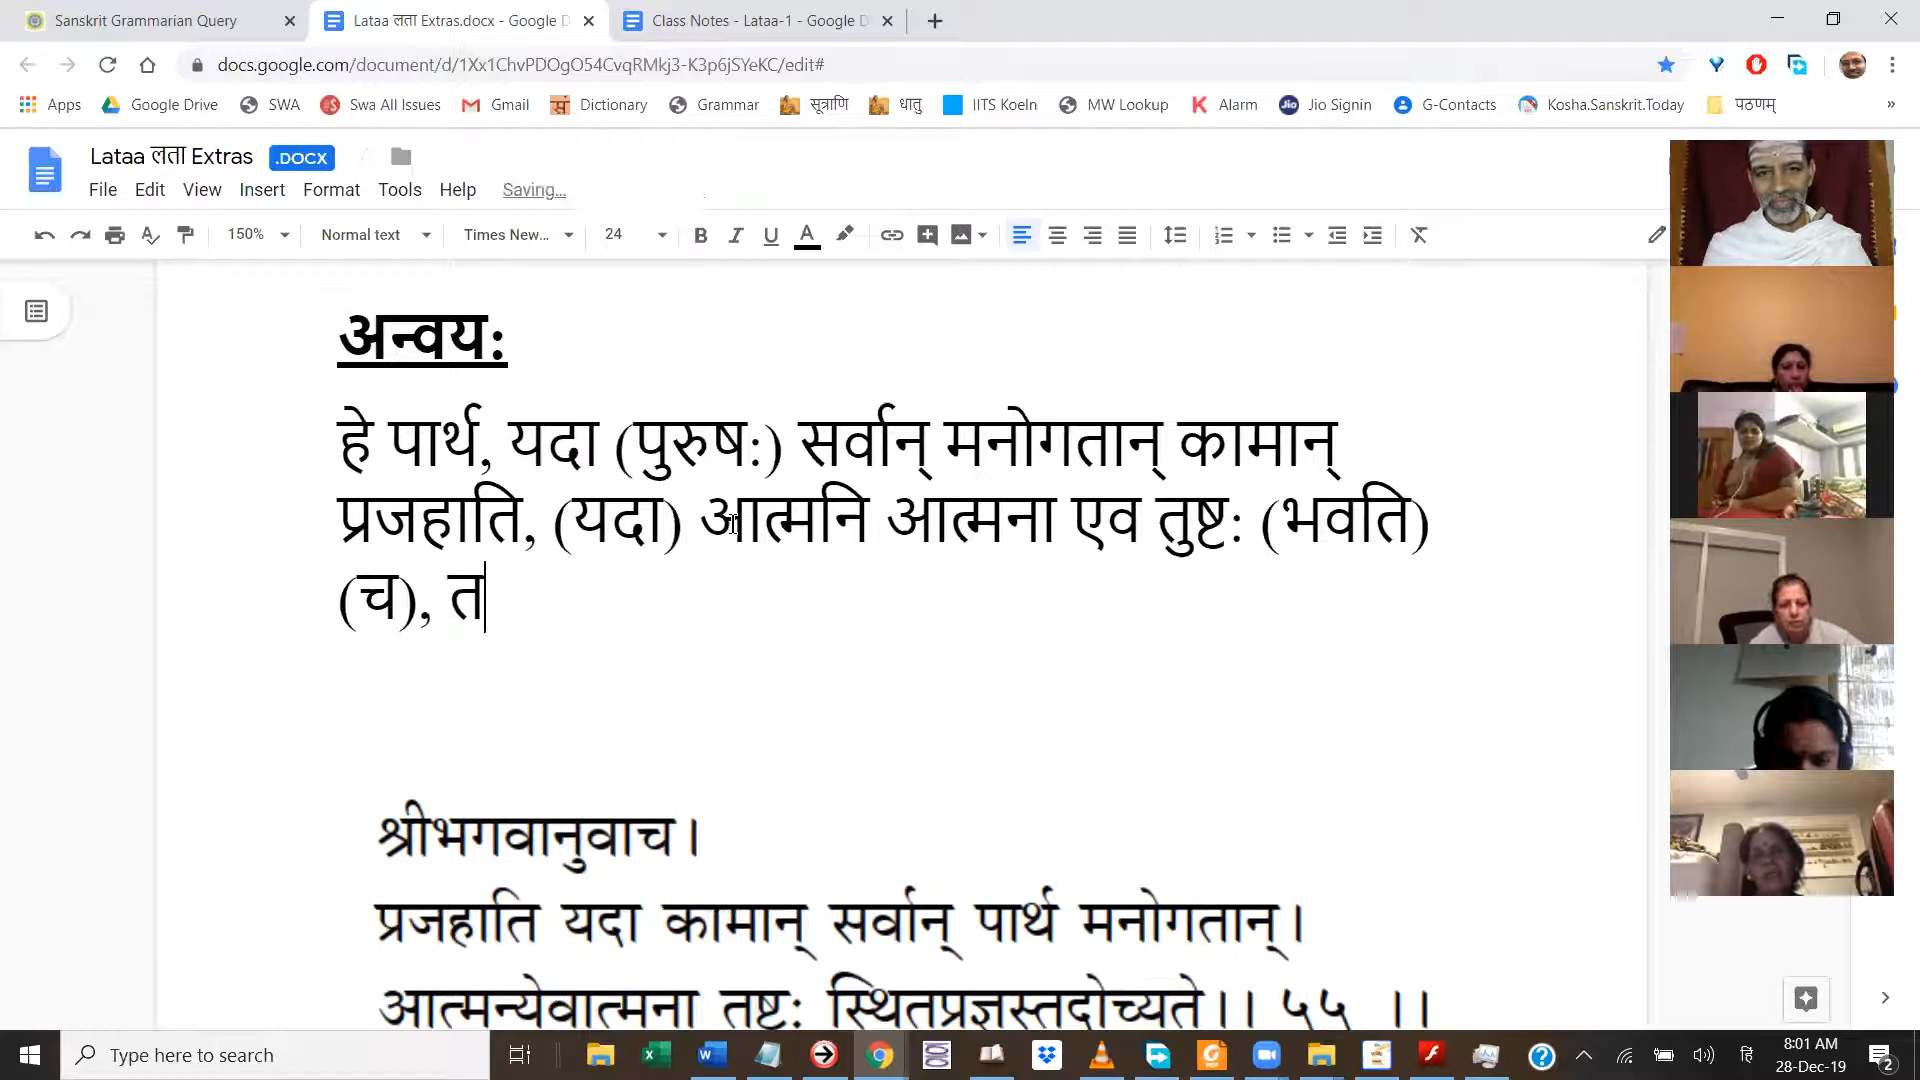 Sanskrit Grammarian Query
Lataa लता Extras.docx - Google D
Class Notes - Lataa-1 - Google D
docs.google.com/document/d/1Xx1ChvPDOgO54CvqRMkj3-K3p6jSYeKC/edit#
Apps Google Drive SWA Swa All Issues Gmail Dictionary Grammar सूत्राणि धातु IITS Koeln MW Lookup Alarm Jio Signin G-Contacts Kosha.Sanskrit.Today पठणम् »
Lataa लता Extras .DOCX
File Edit View Insert Format Tools Help Saving...
150% Normal text Times New... 24 B I U A
अन्वयः
हे पार्थ, यदा (पुरुषः) सर्वान् मनोगतान् कामान्
प्रजहाति, (यदा) आत्मनि आत्मना एव तुष्टः (भवति)
(च), त
श्रीभगवानुवाच।
प्रजहाति यदा कामान् सर्वान् पार्थ मनोगतान्।
आत्मन्येवात्मना तुष्टः स्थितप्रज्ञस्तदोच्यते।। ५५ ।।
Type here to search
हि
8:01 AM
28-Dec-19
2